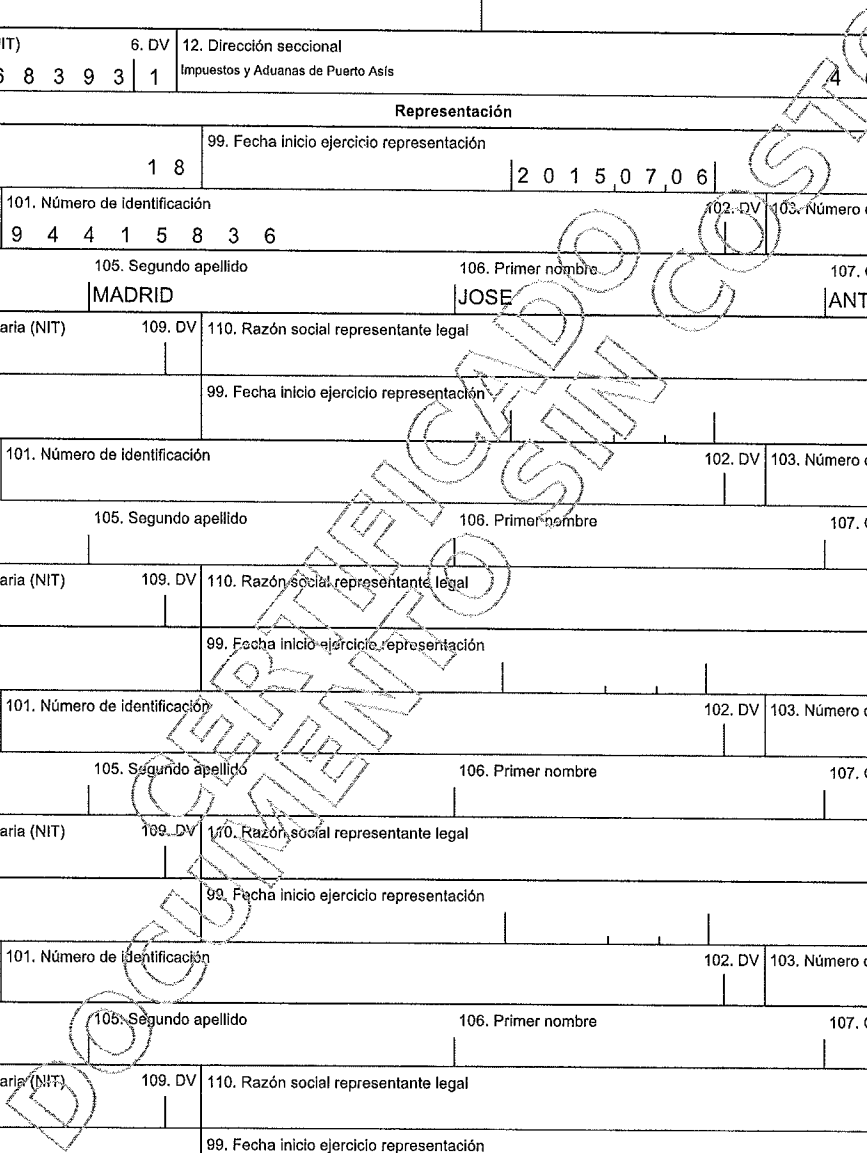 IT) 6. DV 12. Dirección seccional
6 8 3 9 3 1 Impuestos y Aduanas de Puerto Asís 4
Representación
99. Fecha inicio ejercicio representación
1 8 2 0 1 5 0 7 0 6
101. Número de identificación 102. DV 103. Número
9 4 4 1 5 8 3 6
105. Segundo apellido 106. Primer nombre 107.
MADRID JOSE ANT
aria (NIT) 109. DV 110. Razón social representante legal
99. Fecha inicio ejercicio representación
101. Número de identificación 102. DV 103. Número
105. Segundo apellido 106. Primer nombre 107.
aria (NIT) 109. DV 110. Razón social representante legal
99. Fecha inicio ejercicio representación
101. Número de identificación 102. DV 103. Número
105. Segundo apellido 106. Primer nombre 107.
aria (NIT) 109. DV 110. Razón social representante legal
99. Fecha inicio ejercicio representación
101. Número de identificación 102. DV 103. Número
105. Segundo apellido 106. Primer nombre 107.
aria (NIT) 109. DV 110. Razón social representante legal
99. Fecha inicio ejercicio representación
CERTIFICADO
DOCUMENTO SIN COSTO